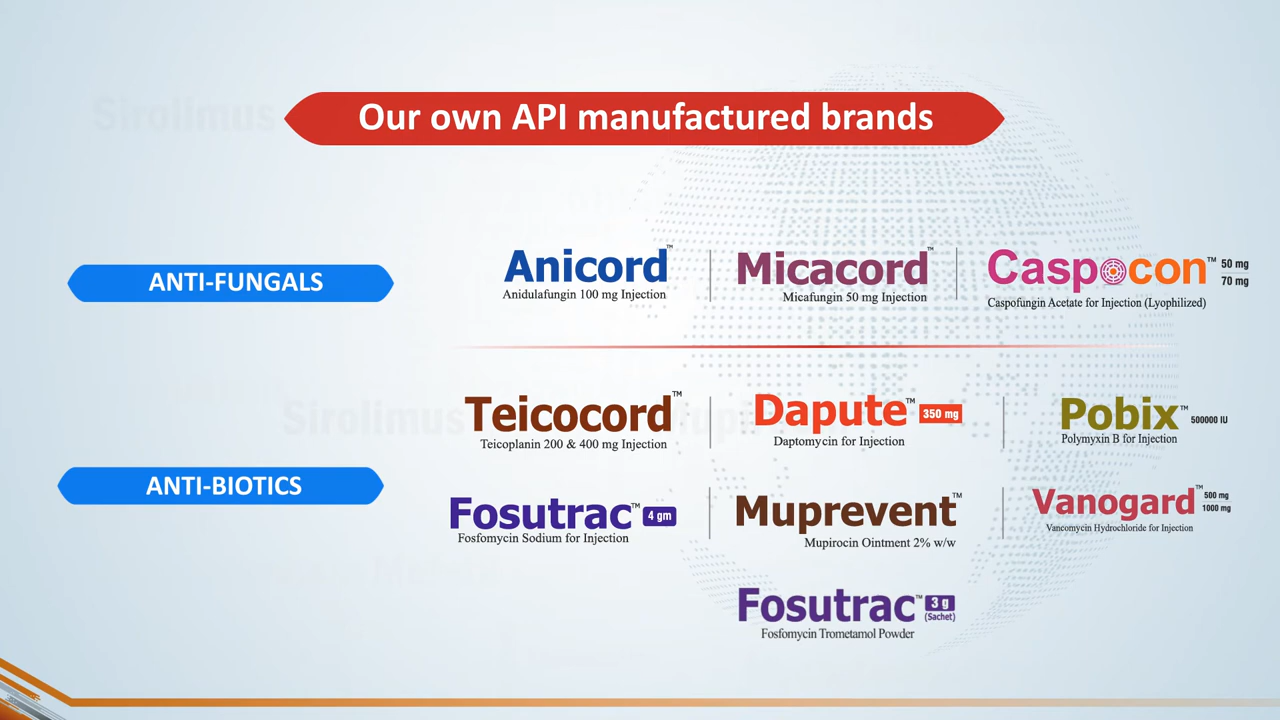 Our own API manufactured brands
Sirolimus
ANTI-FUNGALS
Anicord™
Anidulafungin 100 mg Injection
Micacord™
Micafungin 50 mg Injection
Caspocon™ 50 mg
70 mg
Caspofungin Acetate for Injection (Lyophilized)
ANTI-BIOTICS
Teicocord™
Teicoplanin 200 & 400 mg Injection
Dapute™ 350 mg
Daptomycin for Injection
Pobix™ 500000 IU
Polymyxin B for Injection
Sirolimus
Fosutrac™ 4 gm
Fosfomycin Sodium for Injection
Muprevent™
Mupirocin Ointment 2% w/w
Vanogard™ 500 mg
1000 mg
Vancomycin Hydrochloride for Injection
Fosutrac™ 3 g
(Sachet)
Fosfomycin Trometamol Powder